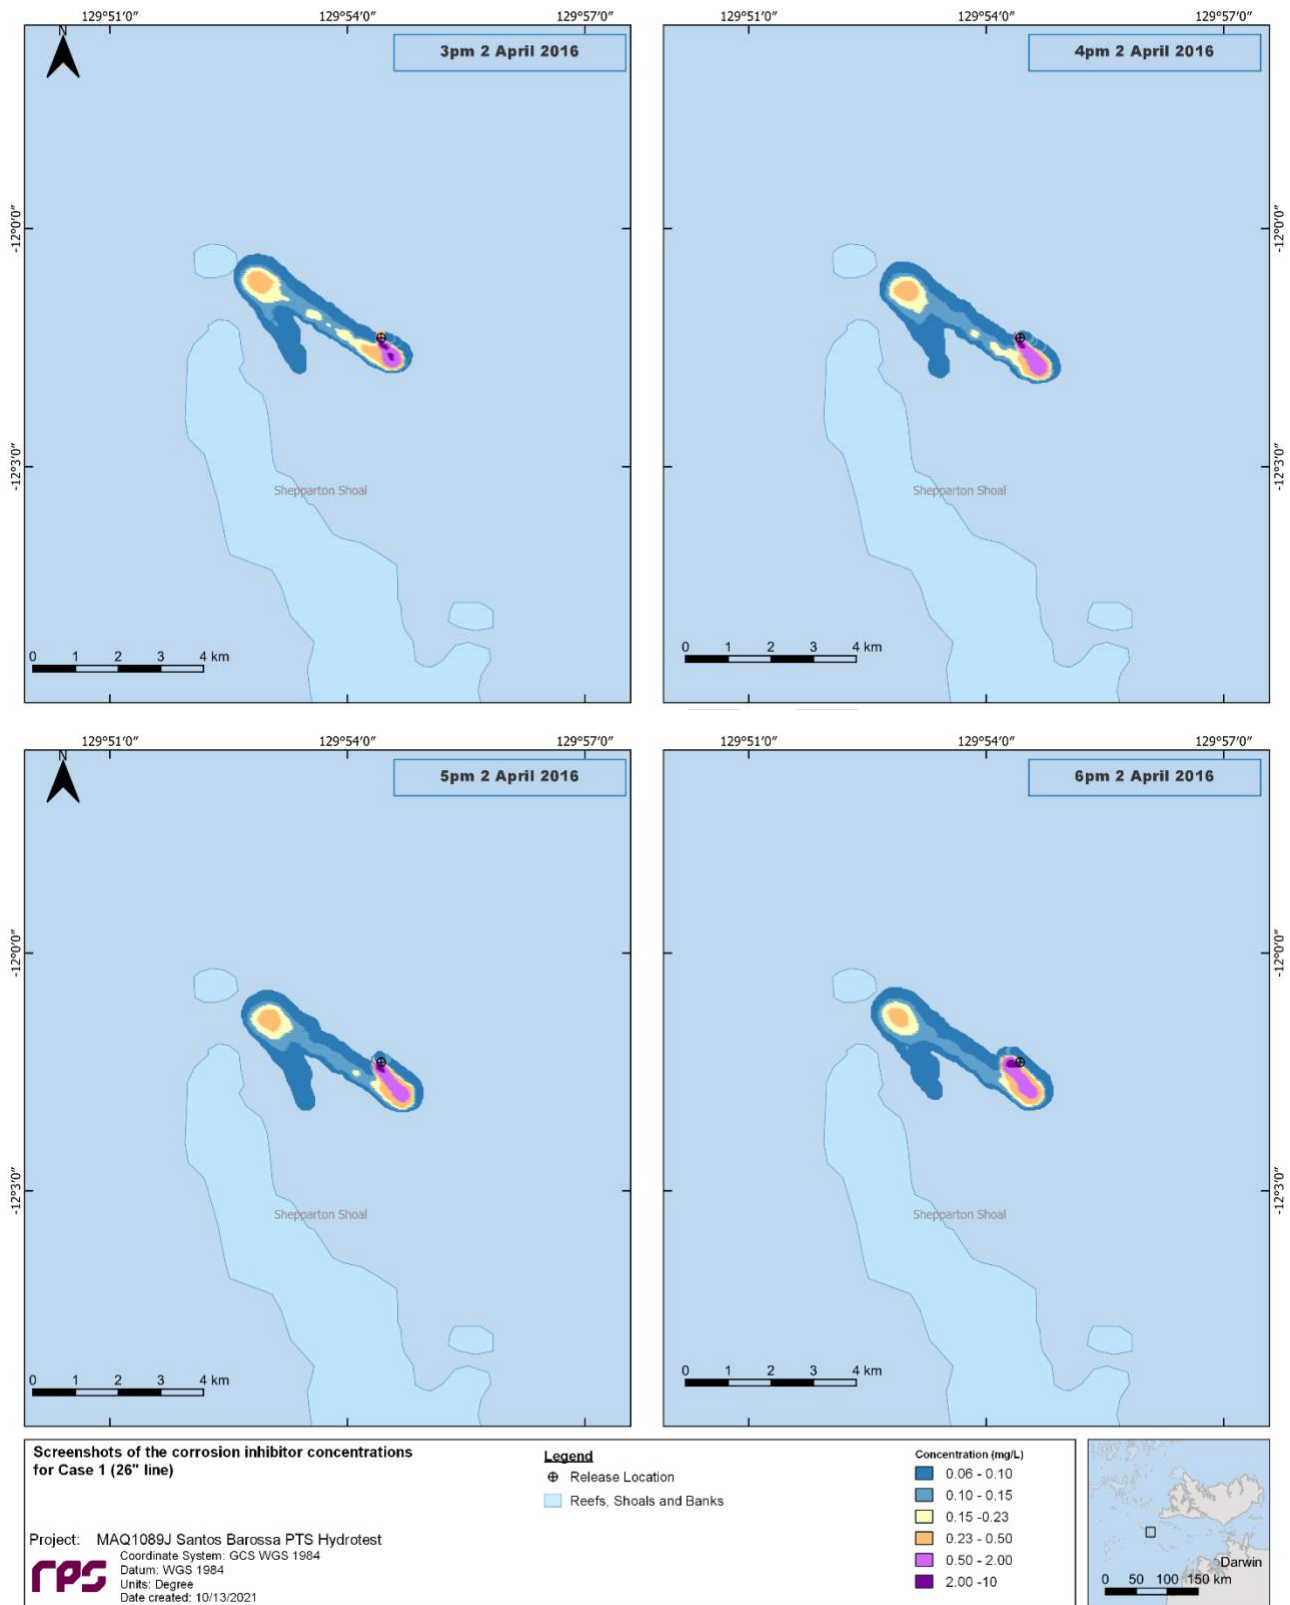 129°51'0" 129°54'0" 129°57'0" 129°51'0" 129°54'0" 129°57'0"
N
3pm 2 April 2016
4pm 2 April 2016
-12°0'0"
-12°0'0"
-12°3'0"
-12°3'0"
Shepparton Shoal
Shepparton Shoal
0 1 2 3 4 km
0 1 2 3 4 km
129°51'0" 129°54'0" 129°57'0" 129°51'0" 129°54'0" 129°57'0"
N
5pm 2 April 2016
6pm 2 April 2016
-12°0'0"
-12°0'0"
-12°3'0"
-12°3'0"
Shepparton Shoal
Shepparton Shoal
0 1 2 3 4 km
0 1 2 3 4 km
Screenshots of the corrosion inhibitor concentrations
for Case 1 (26" line)
Project: MAQ1089J Santos Barossa PTS Hydrotest
rps
Coordinate System: GCS WGS 1984
Datum: WGS 1984
Units: Degree
Date created: 10/13/2021
Legend
Release Location
Reefs, Shoals and Banks
Concentration (mg/L)
0.06 - 0.10
0.10 - 0.15
0.15 -0.23
0.23 - 0.50
0.50 - 2.00
2.00 -10
Darwin
0 50 100 150 km